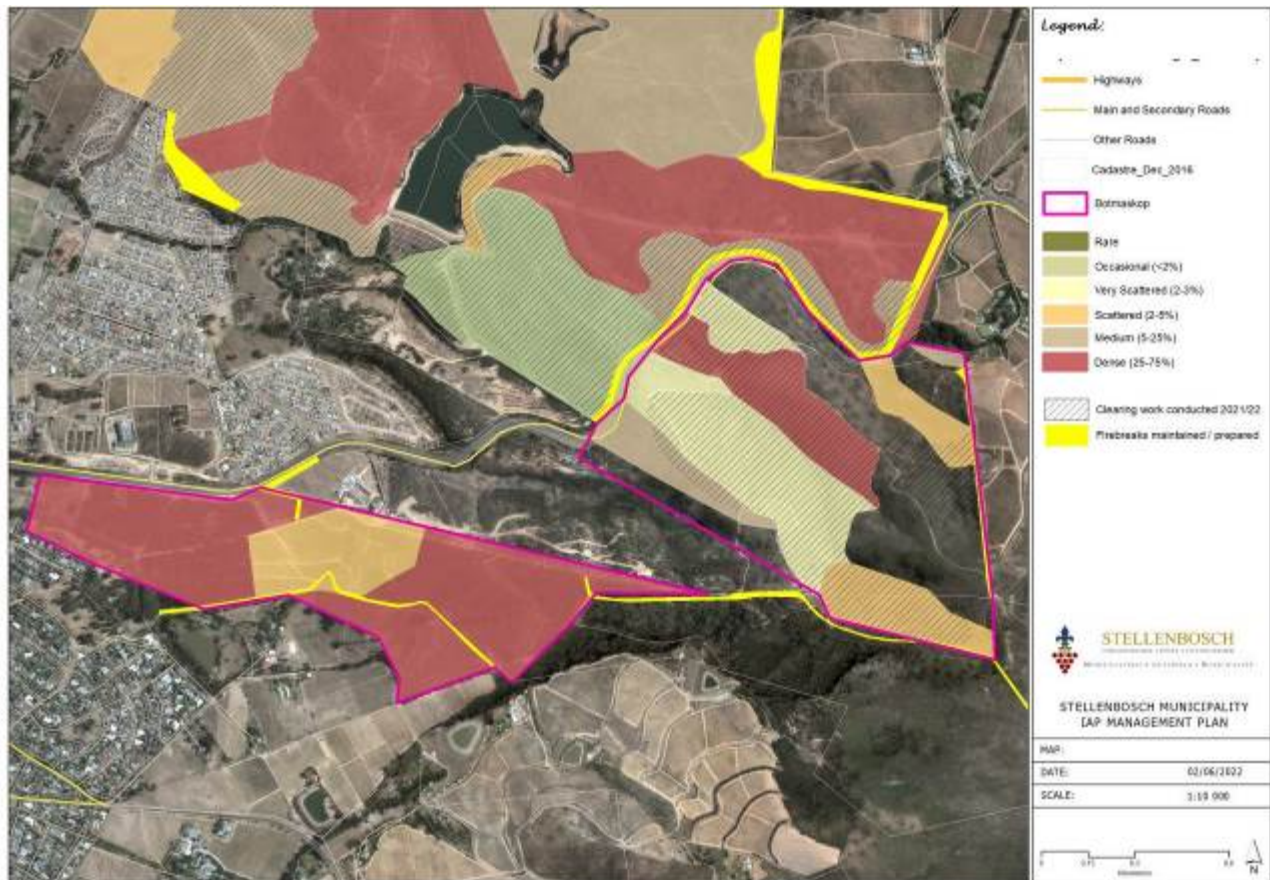 Legend:
Highways
Main and Secondary Roads
Other Roads
Cadastre_Dec_2016
Botmaskop
Rare
Occasional (<2%)
Very Scattered (2-3%)
Scattered (2-5%)
Medium (5-25%)
Dense (25-75%)
Clearing work conducted 2021/22
Firebreaks maintained / prepared
STELLENBOSCH
STELLENBOSCH MUNICIPALITY
IAP MANAGEMENT PLAN
MAP:
DATE: 02/06/2022
SCALE: 1:10 000
N